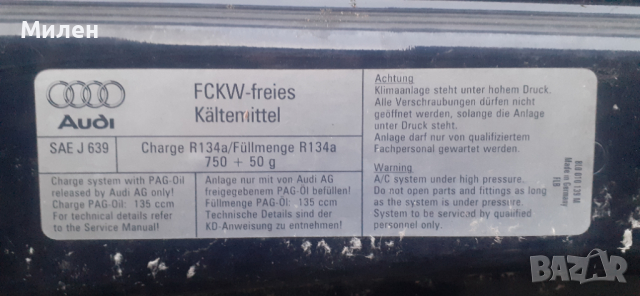 Милен
Audi
FCKW-freies
Kältemittel
SAE J 639
Charge R134a/Füllmenge R134a
750 + 50 g
Charge system with PAG-Oil
released by Audi AG only!
Charge PAG-Oil: 135 ccm
For technical details refer
to the Service Manual!
Anlage nur mit von Audi AG
freigegebenem PAG-Öl befüllen!
Füllmenge PAG-Öl: 135 ccm
Technische Details sind der
KD-Anweisung zu entnehmen!
Achtung
Klimaanlage steht unter hohem Druck.
Alle Verschraubungen dürfen nicht
geöffnet werden, solange die Anlage
unter Druck steht.
Anlage darf nur von qualifiziertem
Fachpersonal gewartet werden.
Warning
A/C system under high pressure.
Do not open parts and fittings as long
as the system is under pressure.
System to be serviced by qualified
personnel only.
8L0 010 139 M
Made in Germany
FLB
BAZAR